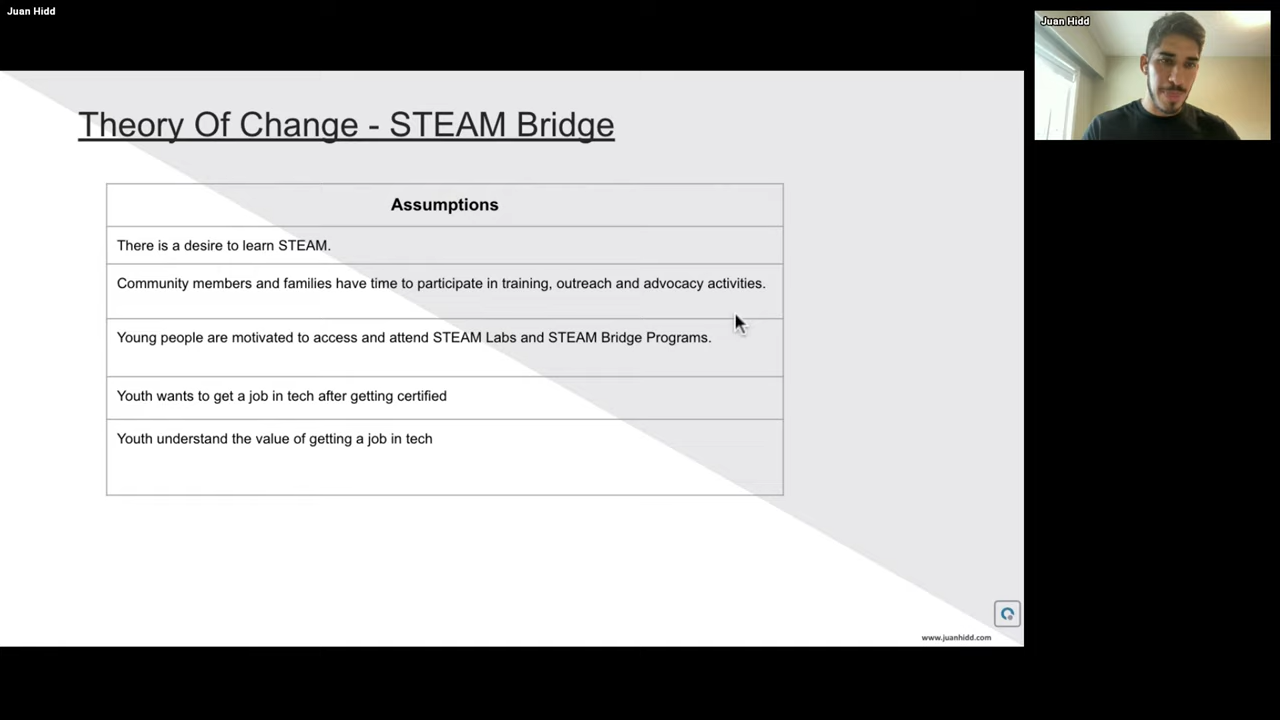 Juan Hidd
Juan Hidd
Theory Of Change - STEAM Bridge
Assumptions
There is a desire to learn STEAM.
Community members and families have time to participate in training, outreach and advocacy activities.
Young people are motivated to access and attend STEAM Labs and STEAM Bridge Programs.
Youth wants to get a job in tech after getting certified
Youth understand the value of getting a job in tech
www.juanhidd.com